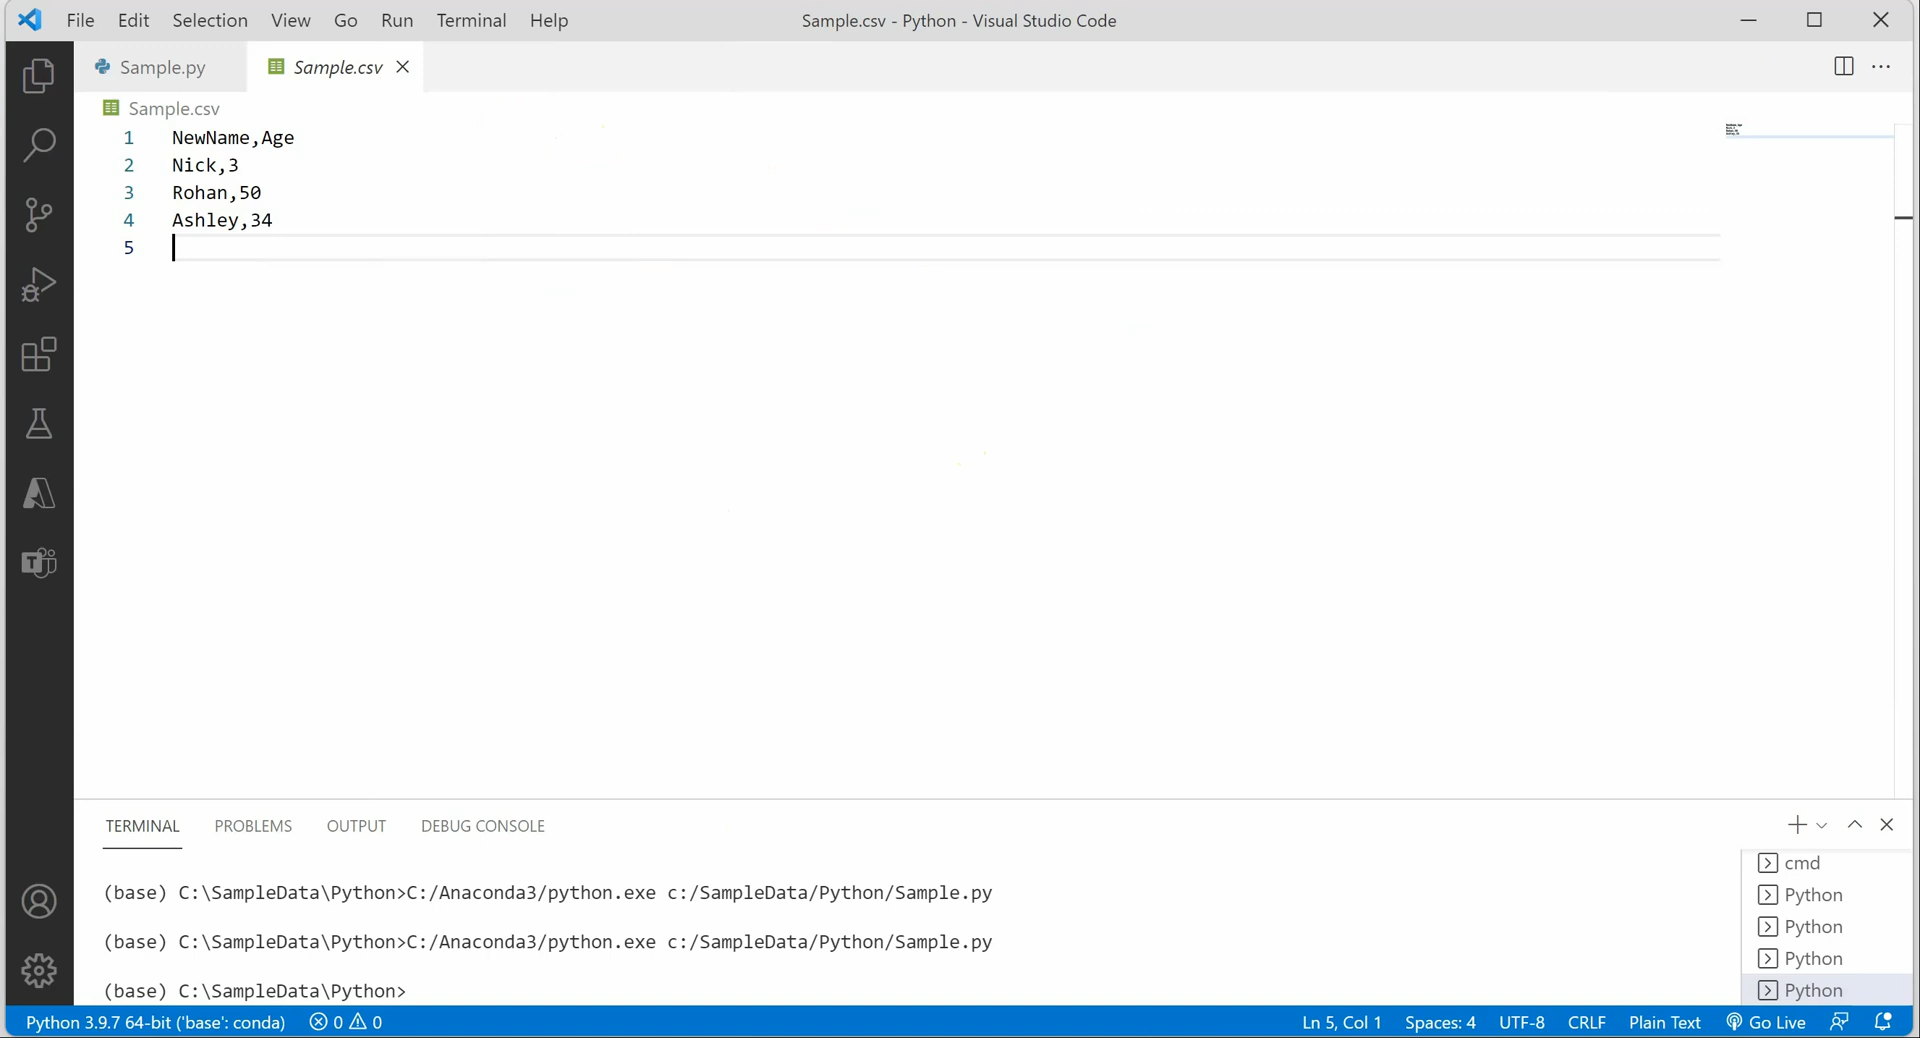 File Edit Selection View Go Run Terminal Help Sample.csv - Python - Visual Studio Code
Sample.py Sample.csv
Sample.csv
1 NewName,Age
2 Nick,3
3 Rohan,50
4 Ashley,34
5
TERMINAL PROBLEMS OUTPUT DEBUG CONSOLE
cmd
(base) C:\SampleData\Python>C:/Anaconda3/python.exe c:/SampleData/Python/Sample.py
Python
Python
(base) C:\SampleData\Python>C:/Anaconda3/python.exe c:/SampleData/Python/Sample.py
Python
(base) C:\SampleData\Python>
Python
Python 3.9.7 64-bit ('base': conda) 0 0 Ln 5, Col 1 Spaces: 4 UTF-8 CRLF Plain Text Go Live